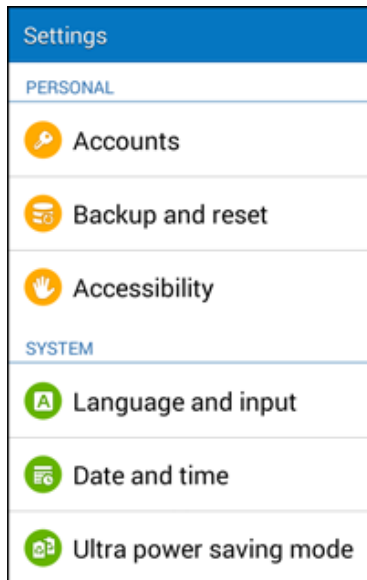 Settings
PERSONAL
Accounts
Backup and reset
Accessibility
SYSTEM
A Language and input
Date and time
Ultra power saving mode